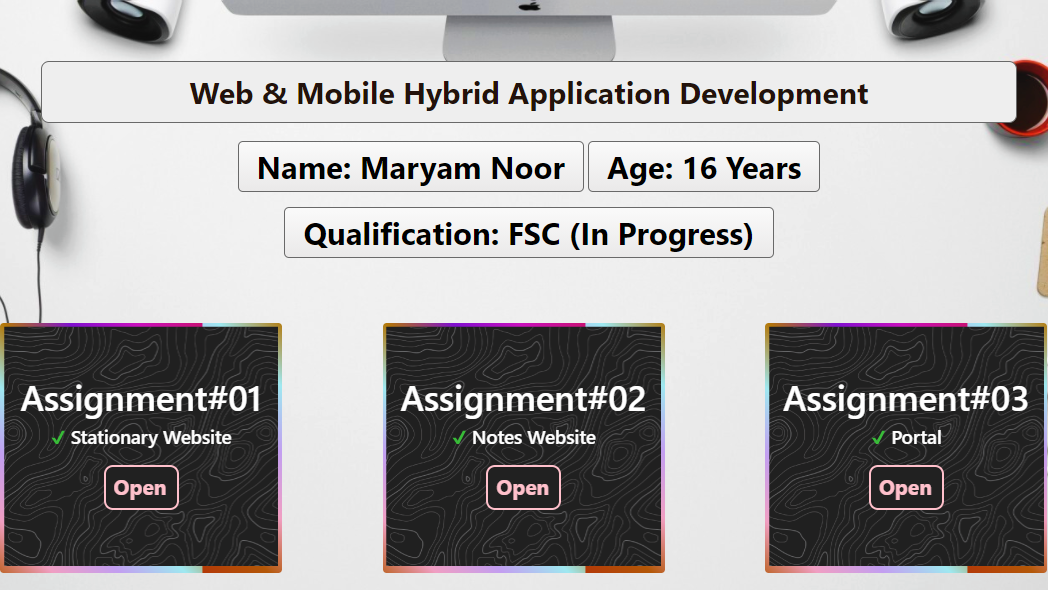 Web & Mobile Hybrid Application Development
Name: Maryam Noor
Age: 16 Years
Qualification: FSC (In Progress)
Assignment#01
✓ Stationary Website
Open
Assignment#02
✓ Notes Website
Open
Assignment#03
✓ Portal
Open